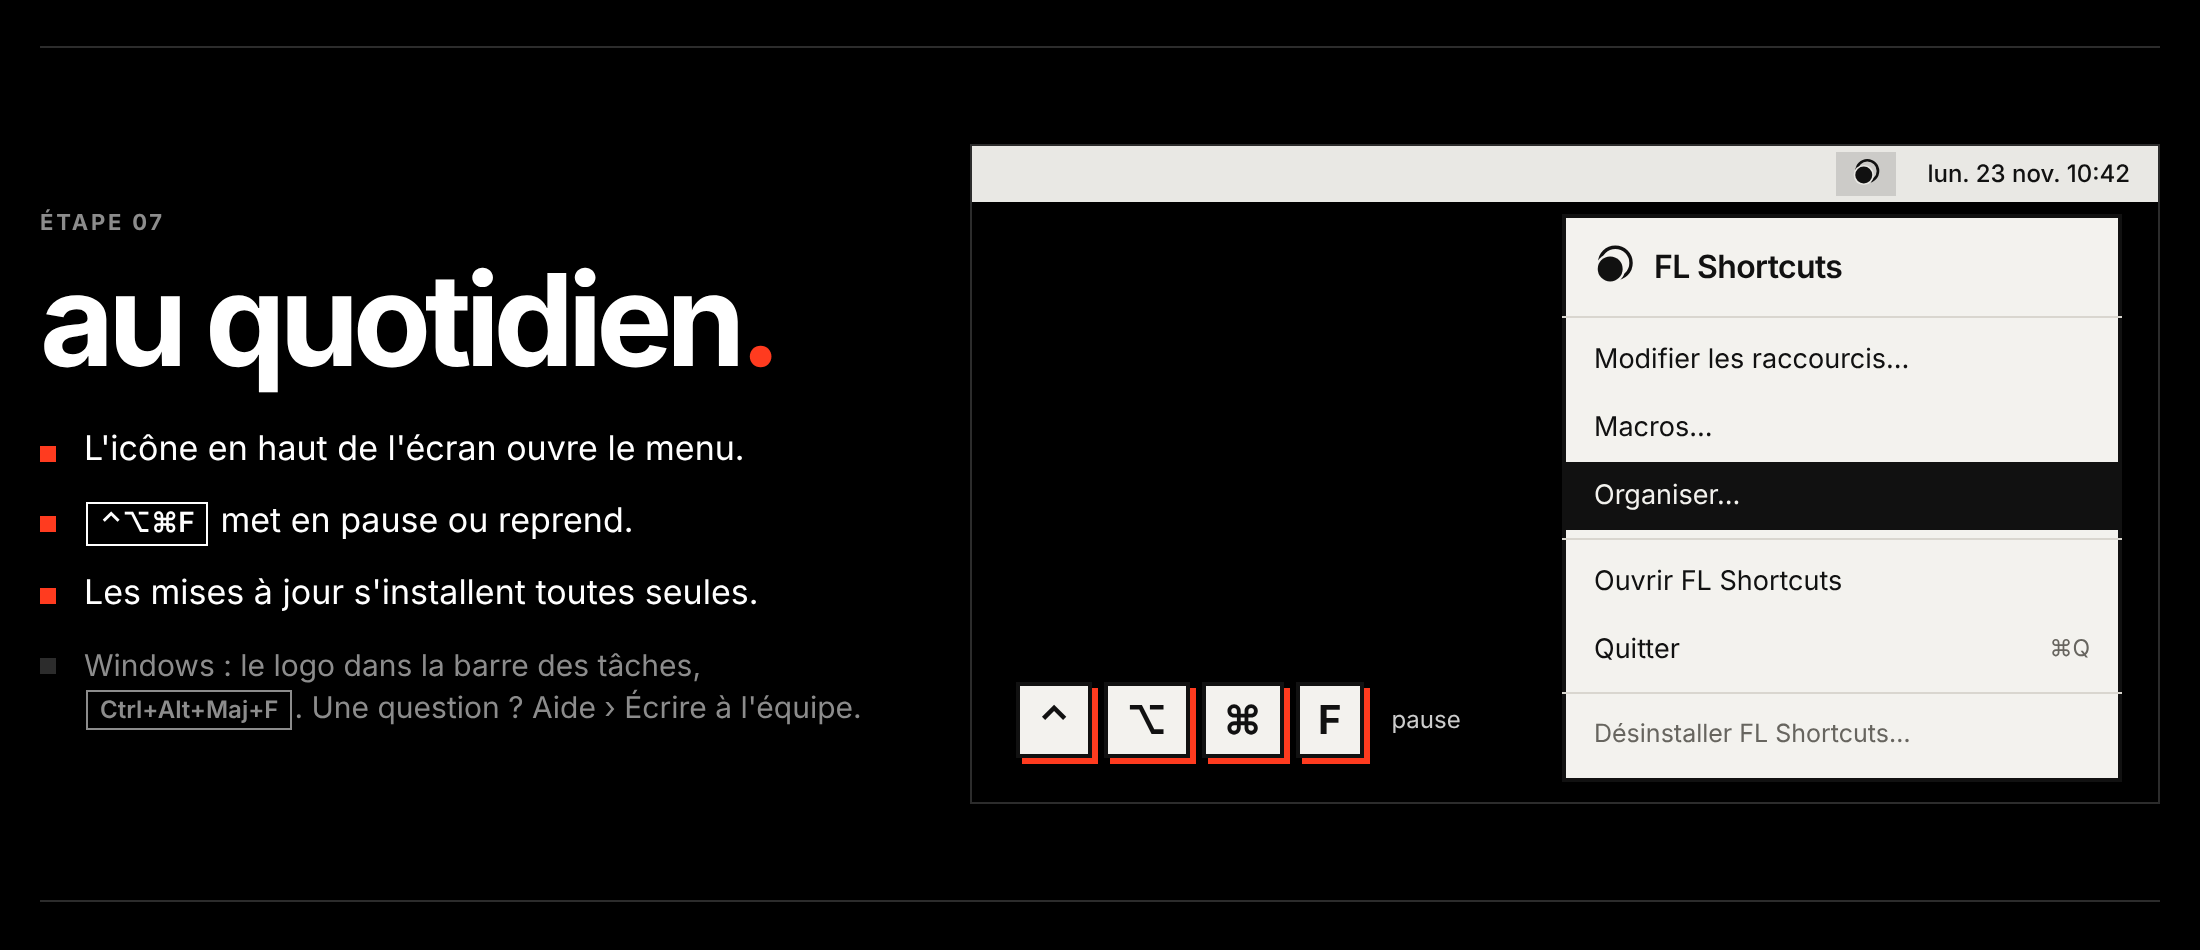 ÉTAPE 07
au quotidien.
L'icône en haut de l'écran ouvre le menu.
^⌥⌘F met en pause ou reprend.
Les mises à jour s'installent toutes seules.
Windows : le logo dans la barre des tâches,
Ctrl+Alt+Maj+F. Une question ? Aide › Écrire à l'équipe.
lun. 23 nov. 10:42
FL Shortcuts
Modifier les raccourcis...
Macros...
Organiser...
Ouvrir FL Shortcuts
Quitter ⌘Q
Désinstaller FL Shortcuts...
^ ⌥ ⌘ F pause